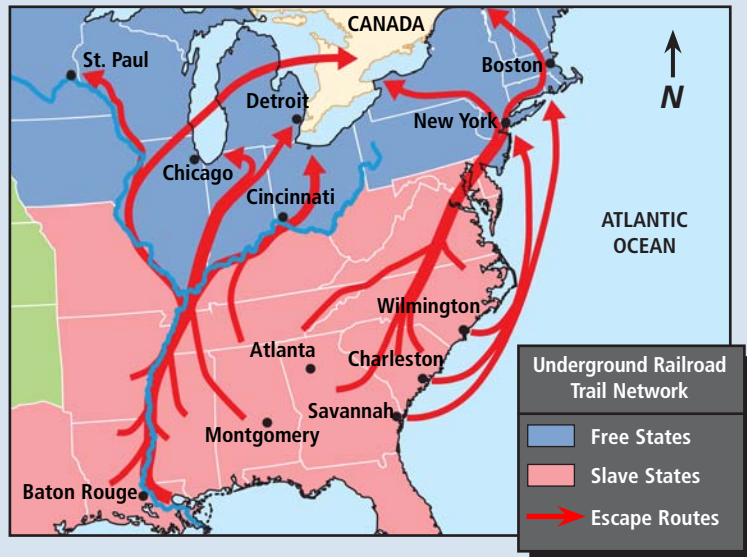 CANADA
St. Paul
Boston
Detroit
N
New York
Chicago
Cincinnati
ATLANTIC
OCEAN
Wilmington
Atlanta
Charleston
Savannah
Montgomery
Baton Rouge
Underground Railroad
Trail Network
Free States
Slave States
Escape Routes